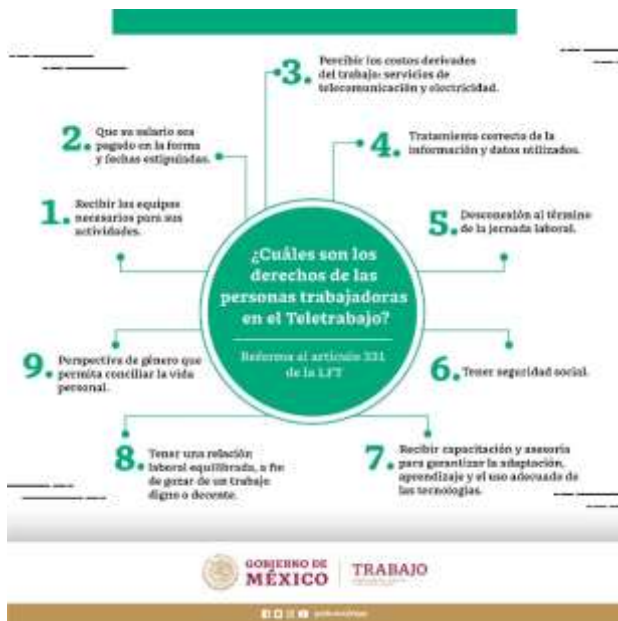 ¿Cuáles son los
derechos de las
personas trabajadoras
en el Teletrabajo?
Reforma al artículo 331
de la LFT
1. Recibir los equipos
necesarios para sus
actividades.
2. Que su salario sea
pagado en la forma
y fechas estipuladas.
3. Percibir los costos derivados
del trabajo: servicios de
telecomunicación y electricidad.
4. Tratamiento correcto de la
información y datos utilizados.
5. Desconexión al término
de la jornada laboral.
6. Tener seguridad social.
7. Recibir capacitación y asesoría
para garantizar la adaptación,
aprendizaje y el uso adecuado de
las tecnologías.
8. Tener una relación
laboral equilibrada, a fin
de gozar de un trabajo
digno o decente.
9. Perspectiva de género que
permita conciliar la vida
personal.
GOBIERNO DE
MÉXICO
TRABAJO